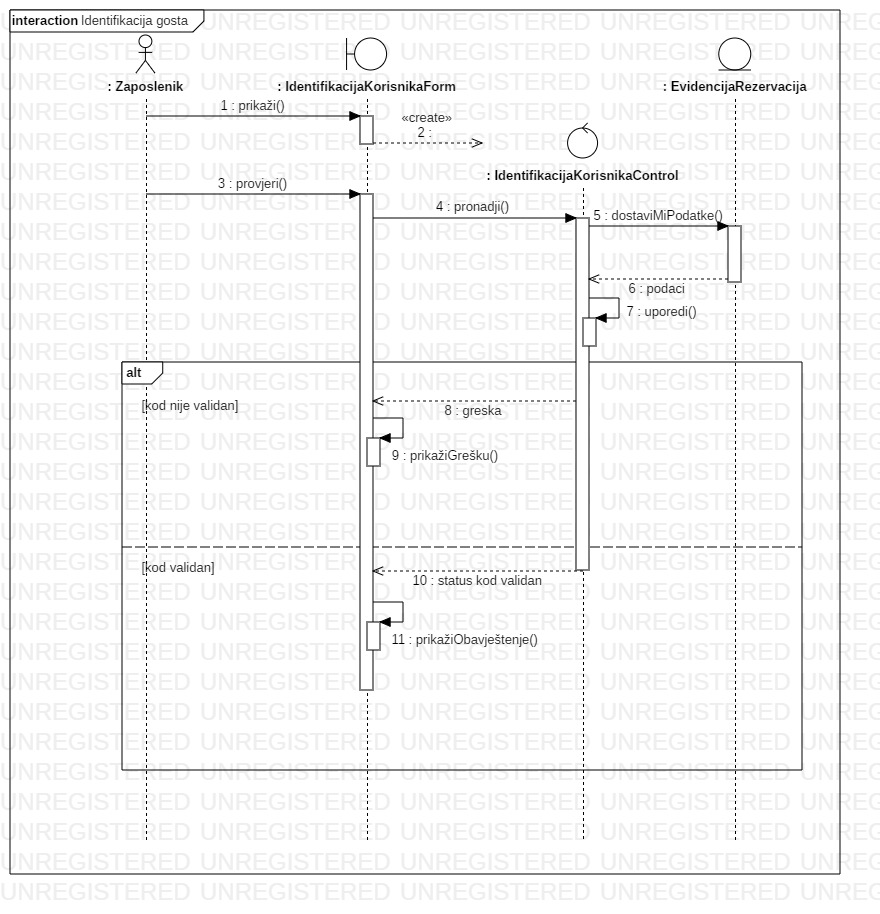 interaction Identifikacija gosta
: Zaposlenik
: IdentifikacijaKorisnikaForm
: EvidencijaRezervacija
1 : prikaži()
«create»
2 :
: IdentifikacijaKorisnikaControl
3 : provjeri()
4 : pronadji()
5 : dostaviMiPodatke()
6 : podaci
7 : uporedi()
alt
[kod nije validan]
8 : greska
9 : prikažiGrešku()
[kod validan]
10 : status kod validan
11 : prikažiObavještenje()
UNREGISTERED